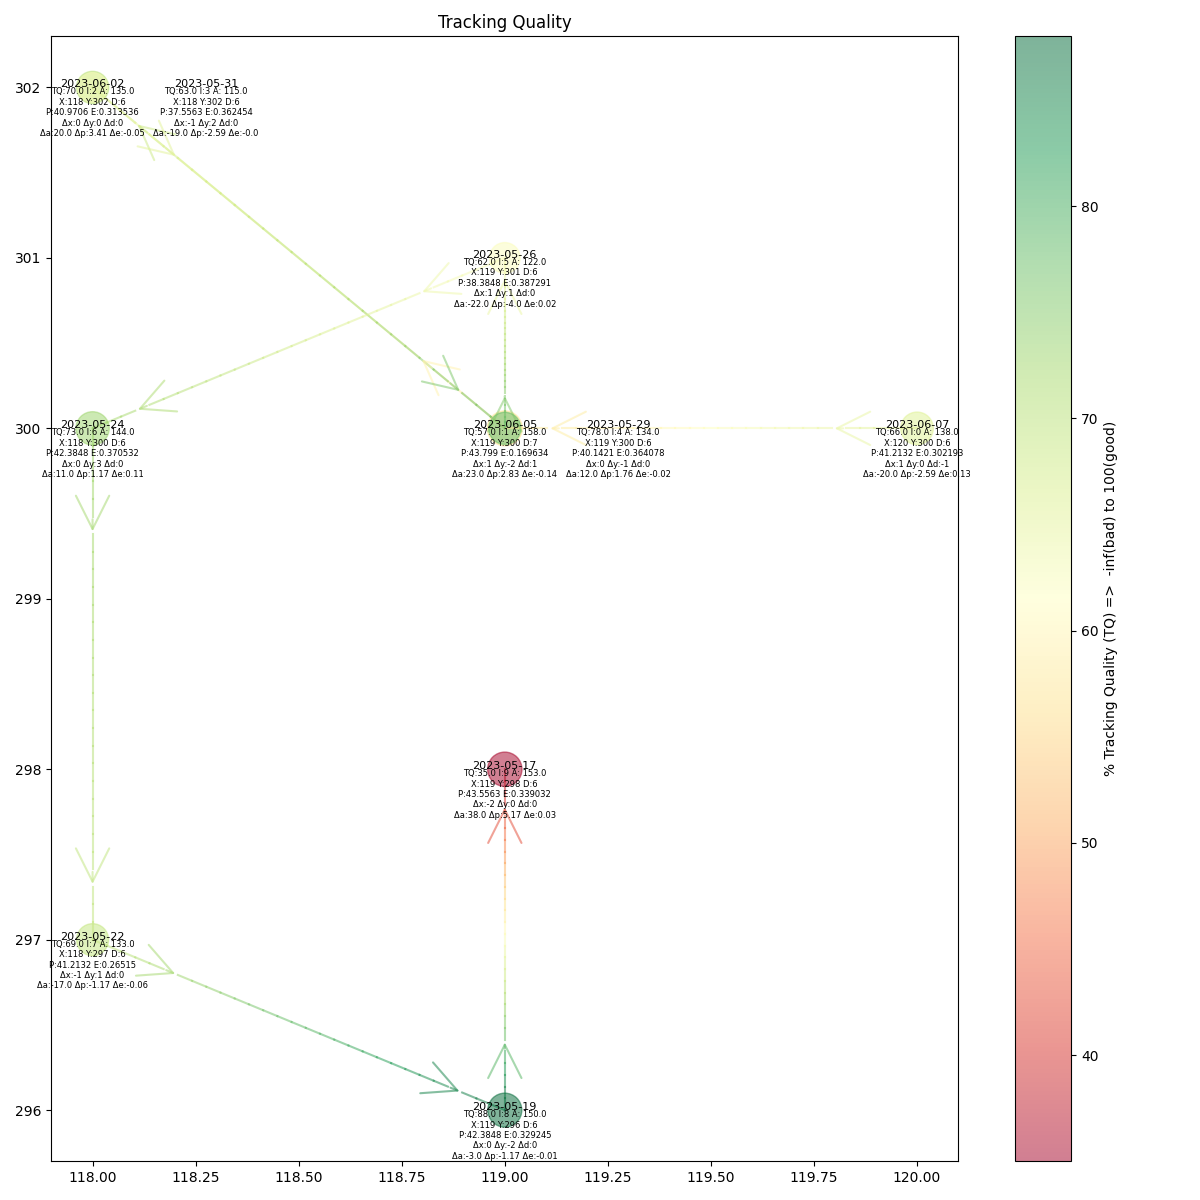 Tracking Quality
302
301
300
299
298
297
296
2023-06-02
TQ:70.0 I:2 A: 135.0
X:118 Y:302 D:6
P:40.9706 E:0.313536
Δx:0 Δy:0 Δd:0
Δa:20.0 Δp:3.41 Δe:-0.05
2023-05-31
TQ:63.0 I:3 A: 115.0
X:118 Y:302 D:6
P:37.5563 E:0.362454
Δx:-1 Δy:2 Δd:0
Δa:-19.0 Δp:-2.59 Δe:-0.0
2023-05-26
TQ:62.0 I:5 A: 122.0
X:119 Y:301 D:6
P:38.3848 E:0.387291
Δx:1 Δy:1 Δd:0
Δa:-22.0 Δp:-4.0 Δe:0.02
2023-05-24
TQ:73.0 I:6 A: 144.0
X:118 Y:300 D:6
P:42.3848 E:0.370532
Δx:0 Δy:3 Δd:0
Δa:11.0 Δp:1.17 Δe:0.11
2023-06-05
TQ:57.0 I:1 A: 158.0
X:119 Y:300 D:7
P:43.799 E:0.169634
Δx:1 Δy:-2 Δd:1
Δa:23.0 Δp:2.83 Δe:-0.14
2023-05-29
TQ:78.0 I:4 A: 134.0
X:119 Y:300 D:6
P:40.1421 E:0.364078
Δx:0 Δy:-1 Δd:0
Δa:12.0 Δp:1.76 Δe:-0.02
2023-06-07
TQ:66.0 I:0 A: 138.0
X:120 Y:300 D:6
P:41.2132 E:0.302193
Δx:1 Δy:0 Δd:-1
Δa:-20.0 Δp:-2.59 Δe:0.13
2023-05-17
TQ:35.0 I:9 A: 153.0
X:119 Y:298 D:6
P:43.5563 E:0.339032
Δx:-2 Δy:0 Δd:0
Δa:38.0 Δp:5.17 Δe:0.03
2023-05-22
TQ:69.0 I:7 A: 133.0
X:118 Y:297 D:6
P:41.2132 E:0.26515
Δx:-1 Δy:1 Δd:0
Δa:-17.0 Δp:-1.17 Δe:-0.06
2023-05-19
TQ:88.0 I:8 A: 150.0
X:119 Y:296 D:6
P:42.3848 E:0.329245
Δx:0 Δy:-2 Δd:0
Δa:-3.0 Δp:-1.17 Δe:-0.01
118.00 118.25 118.50 118.75 119.00 119.25 119.50 119.75 120.00
80
70
60
50
40
% Tracking Quality (TQ) => -inf(bad) to 100(good)